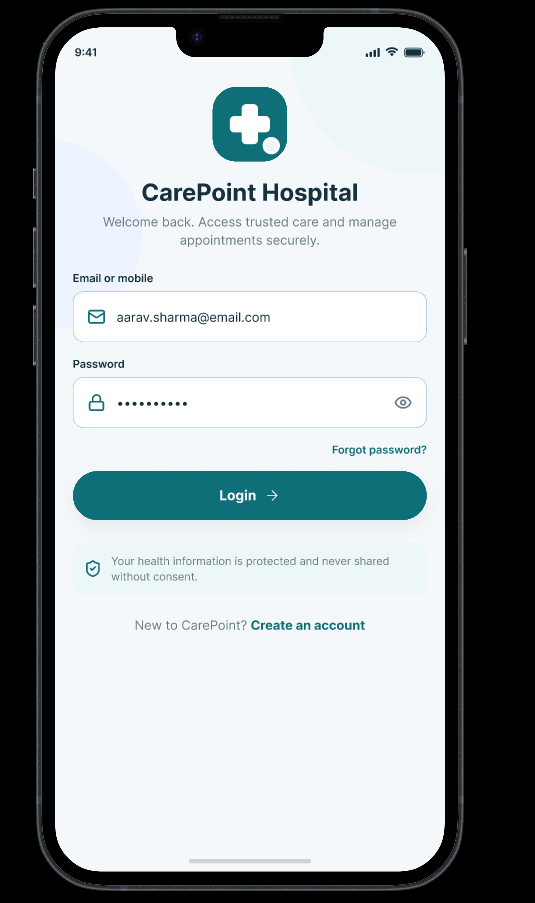 9:41
CarePoint Hospital
Welcome back. Access trusted care and manage
appointments securely.
Email or mobile
aarav.sharma@email.com
Password
••••••••••
Forgot password?
Login →
Your health information is protected and never shared
without consent.
New to CarePoint? Create an account